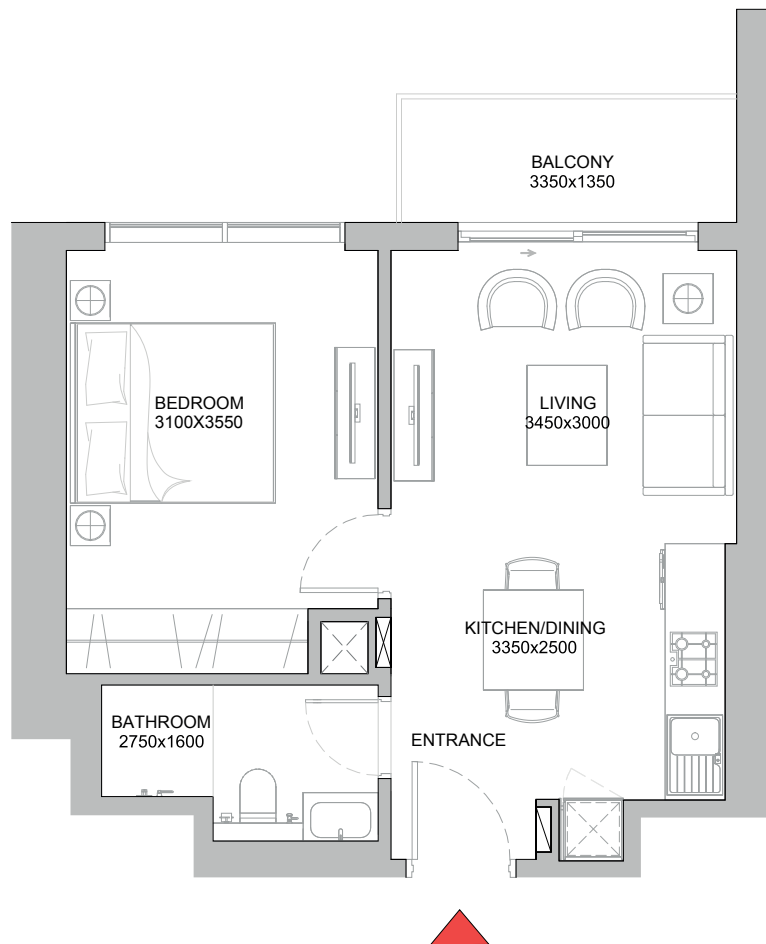 BALCONY
3350x1350
BEDROOM
3100X3550
LIVING
3450x3000
KITCHEN/DINING
3350x2500
BATHROOM
2750x1600
ENTRANCE